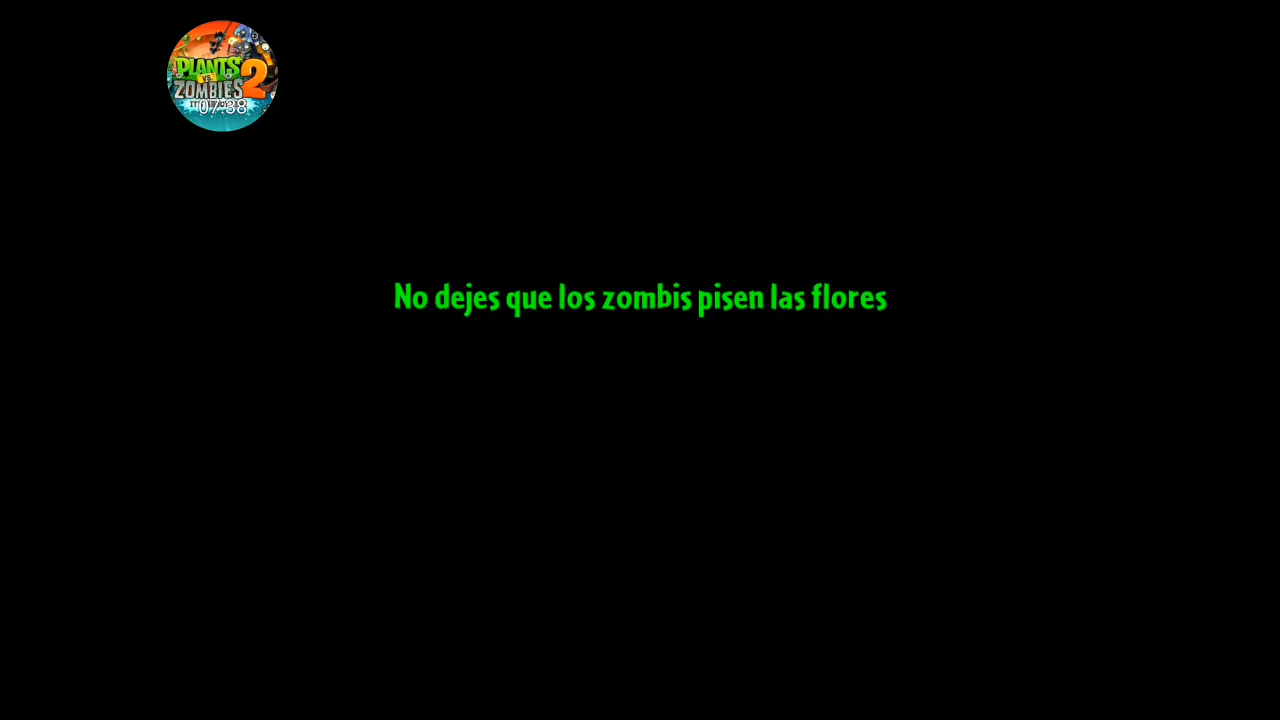 PLANTS
VS.
ZOMBIES 2
07:38
No dejes que los zombis pisen las flores